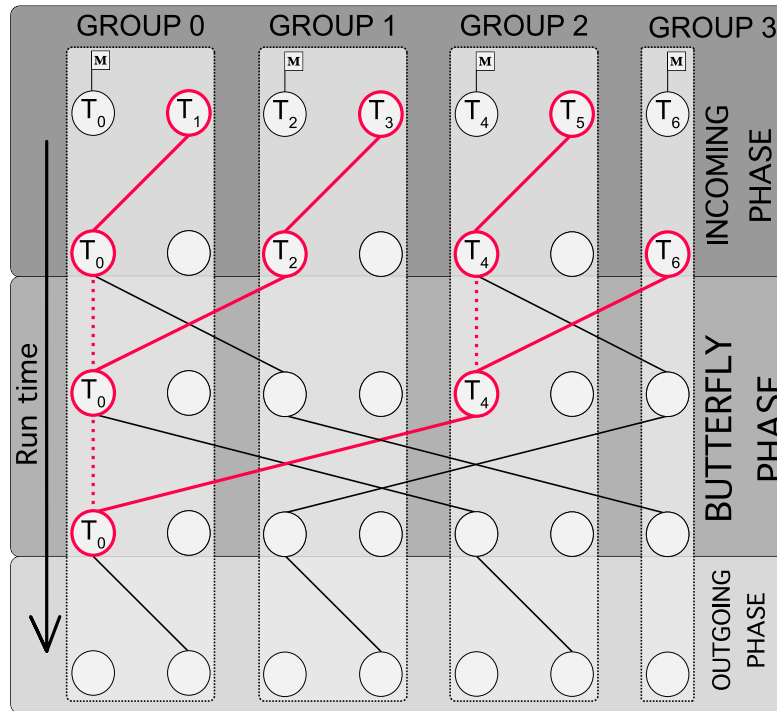 GROUP 0 GROUP 1 GROUP 2 GROUP 3
M M M M
T0 T1 T2 T3 T4 T5 T6
INCOMING
PHASE
T0 T2 T4 T6
Run time
T0 T4
BUTTERFLY
PHASE
T0
OUTGOING
PHASE